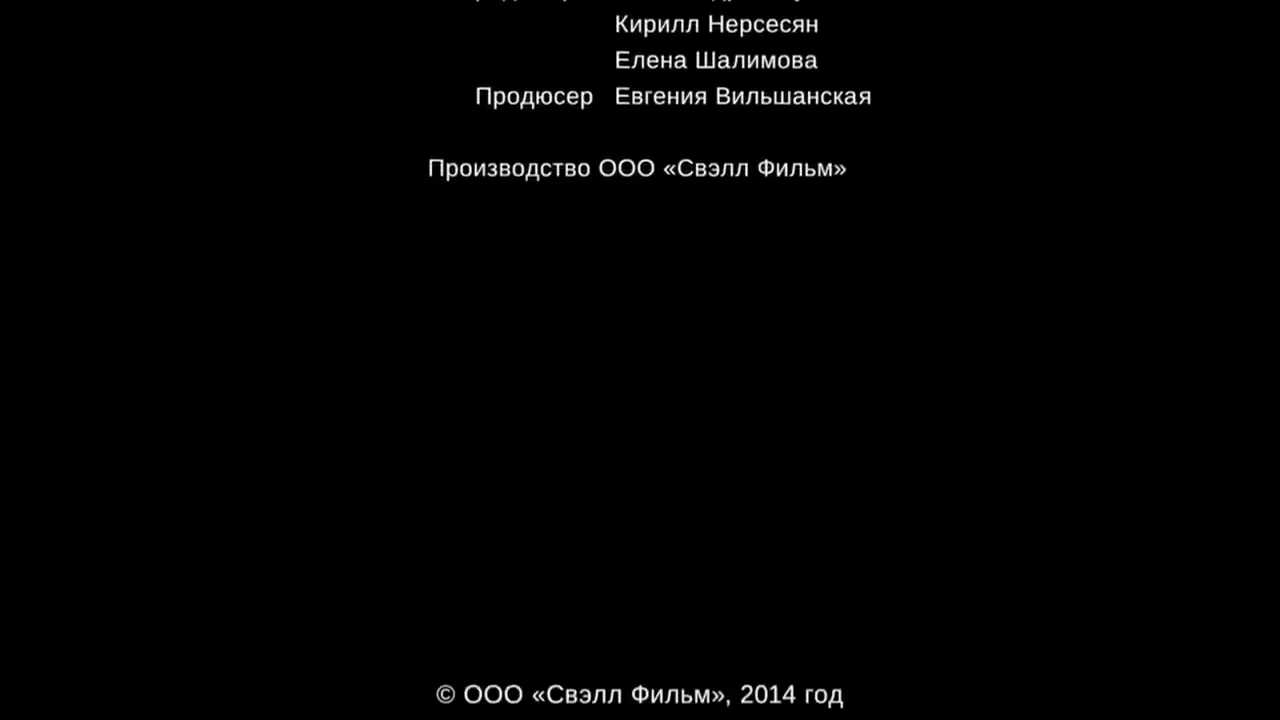 Кирилл Нерсесян
Елена Шалимова
Продюсер Евгения Вильшанская
Производство ООО «Свэлл Фильм»
© ООО «Свэлл Фильм», 2014 год